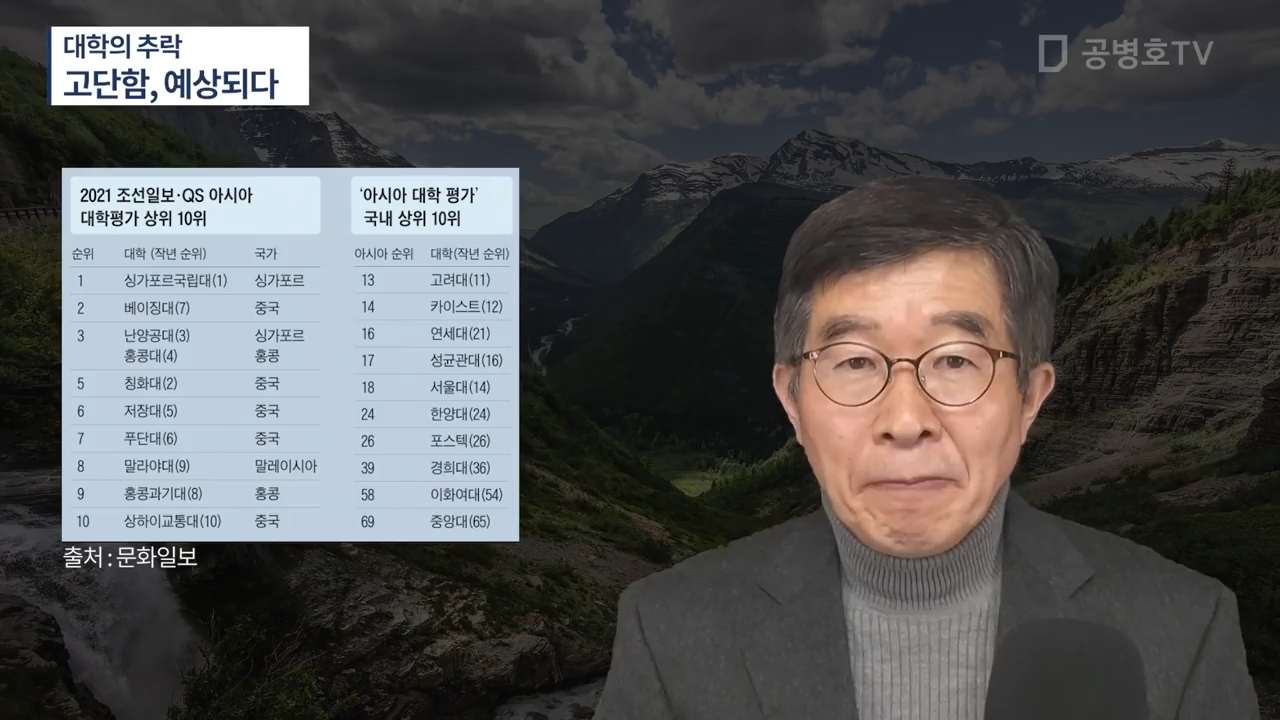 대학의 추락
고단함, 예상되다
공병호TV
2021 조선일보·QS 아시아
대학평가 상위 10위
순위 대학 (작년 순위) 국가
1 싱가포르국립대(1) 싱가포르
2 베이징대(7) 중국
3 난양공대(3) 싱가포르
홍콩대(4) 홍콩
5 칭화대(2) 중국
6 저장대(5) 중국
7 푸단대(6) 중국
8 말라야대(9) 말레이시아
9 홍콩과기대(8) 홍콩
10 상하이교통대(10) 중국
‘아시아 대학 평가’
국내 상위 10위
아시아 순위 대학(작년 순위)
13 고려대(11)
14 카이스트(12)
16 연세대(21)
17 성균관대(16)
18 서울대(14)
24 한양대(24)
26 포스텍(26)
39 경희대(36)
58 이화여대(54)
69 중앙대(65)
출처 : 문화일보